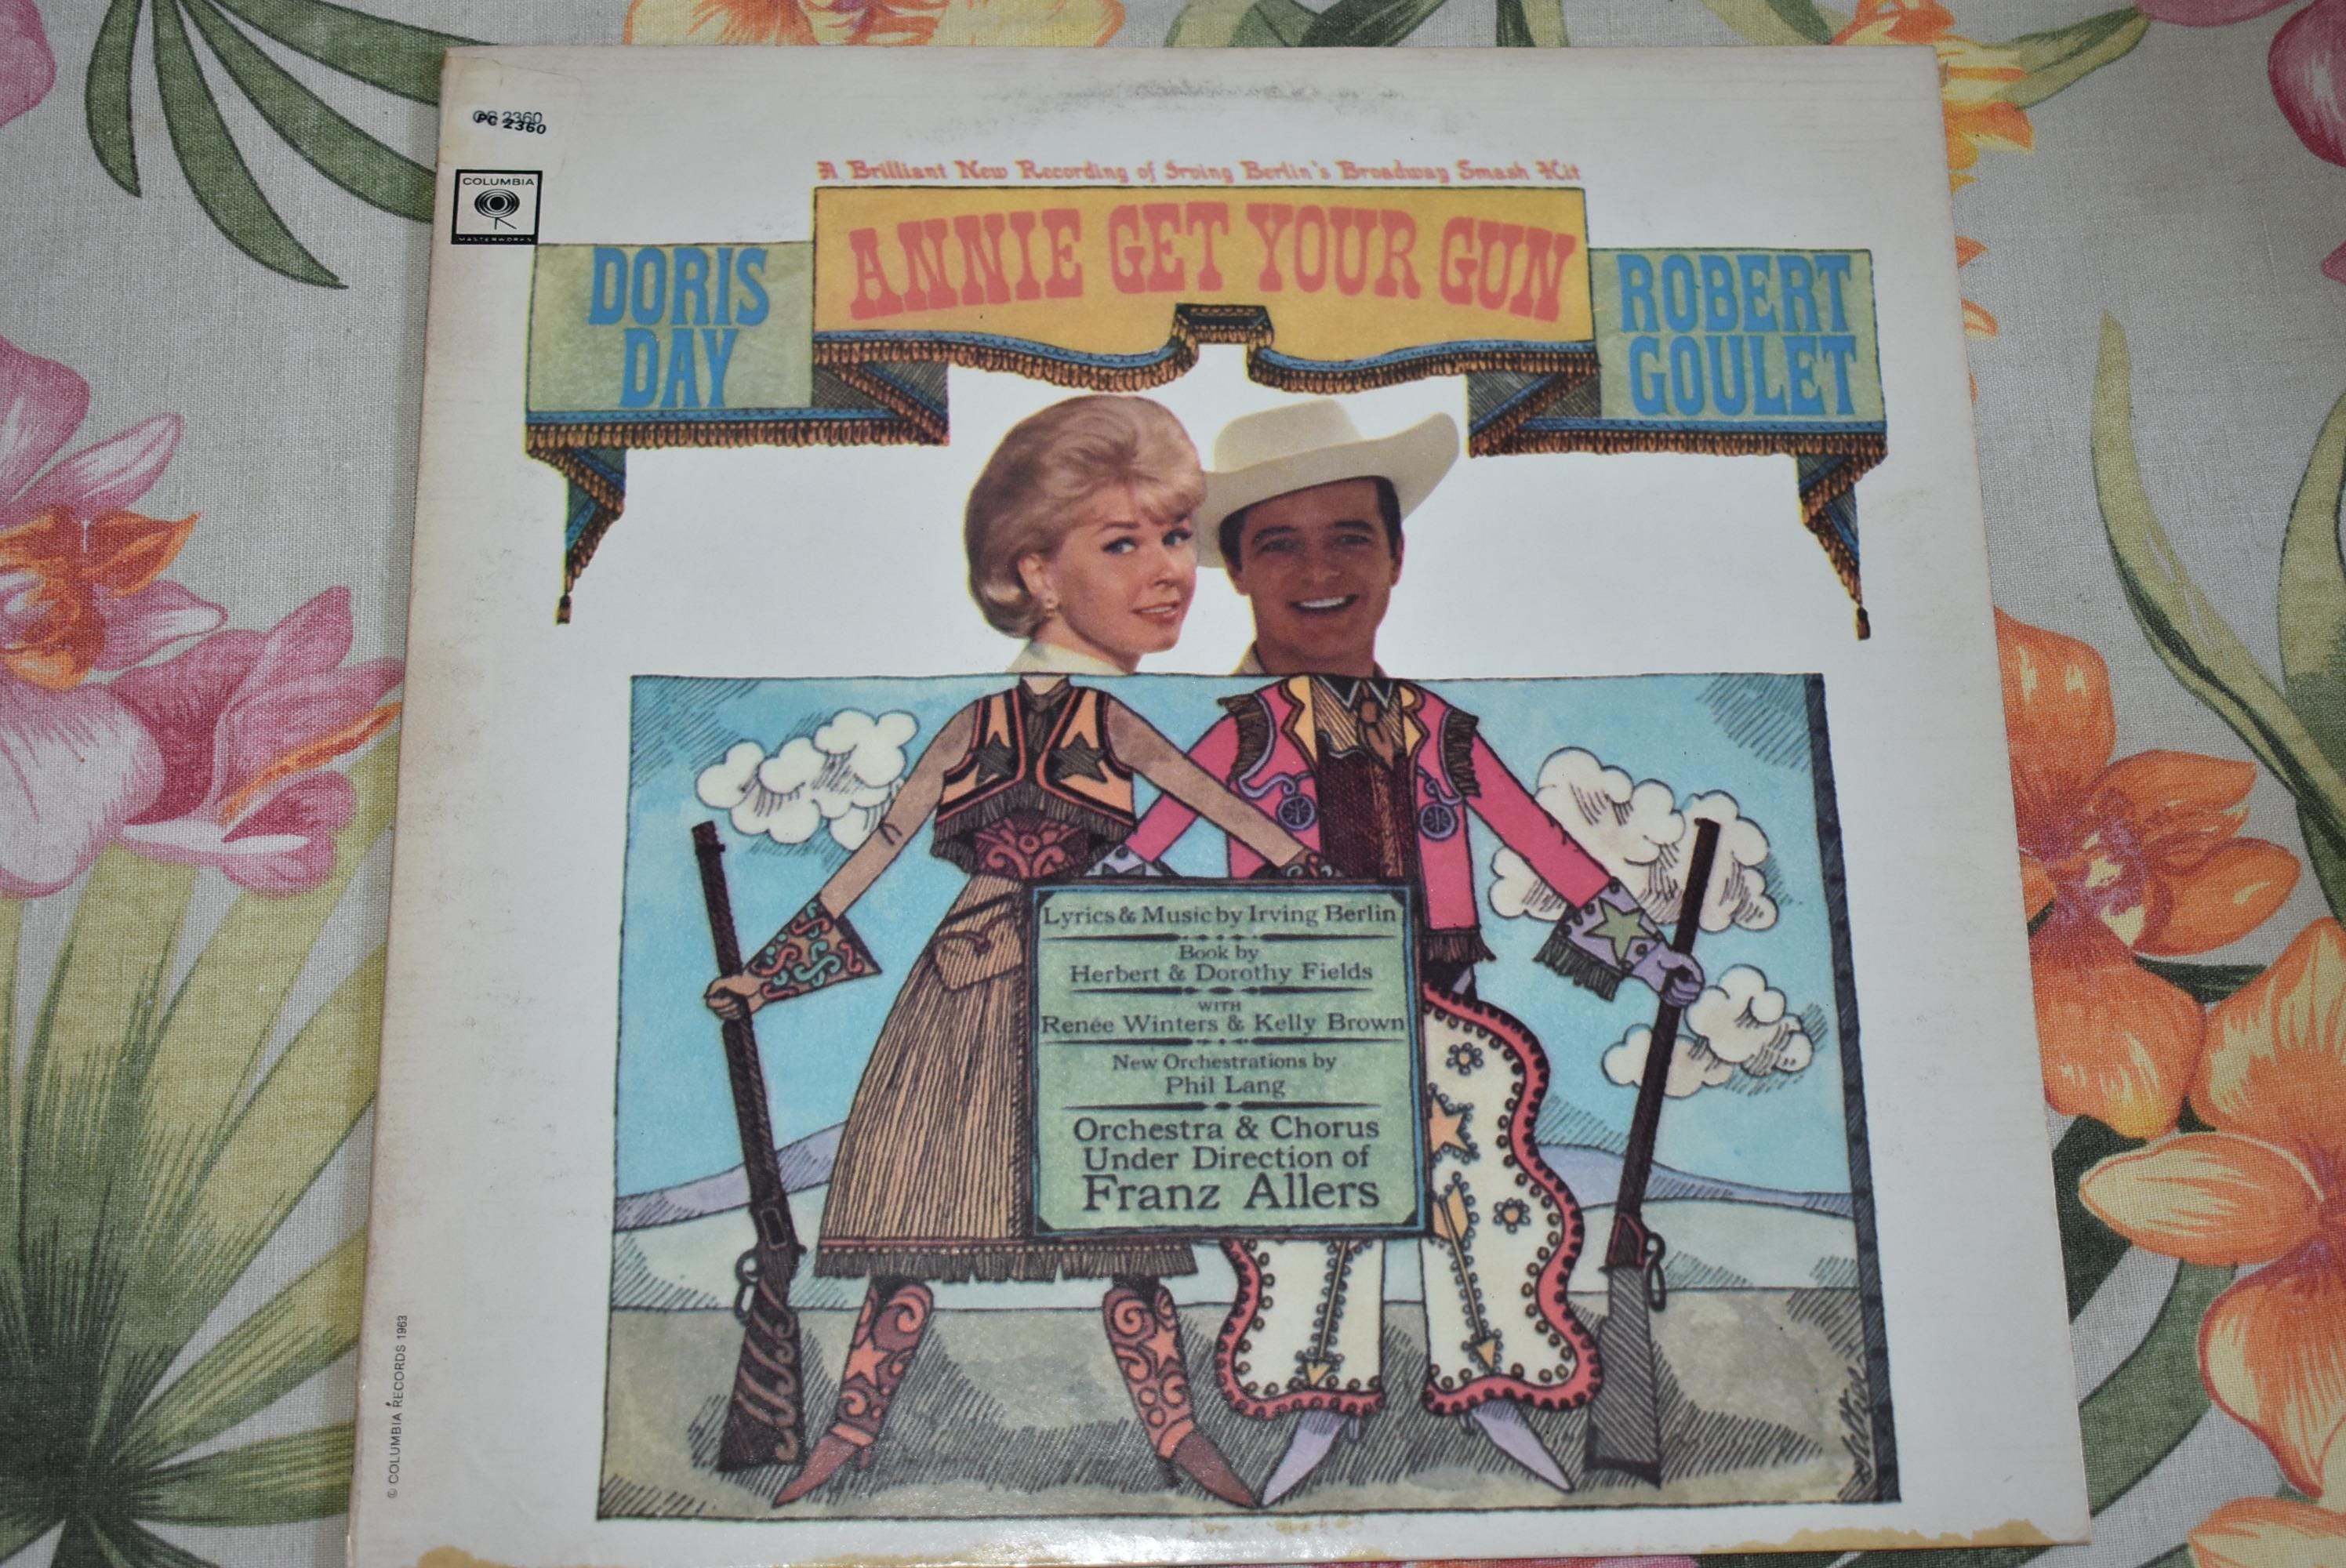 PC 2360
COLUMBIA
MASTERWORKS
A Brilliant New Recording of Irving Berlin's Broadway Smash Hit
ANNIE GET YOUR GUN
DORIS
DAY
ROBERT
GOULET
Lyrics & Music by Irving Berlin
Book by
Herbert & Dorothy Fields
WITH
Renée Winters & Kelly Brown
New Orchestrations by
Phil Lang
Orchestra & Chorus
Under Direction of
Franz Allers
© COLUMBIA RECORDS 1963